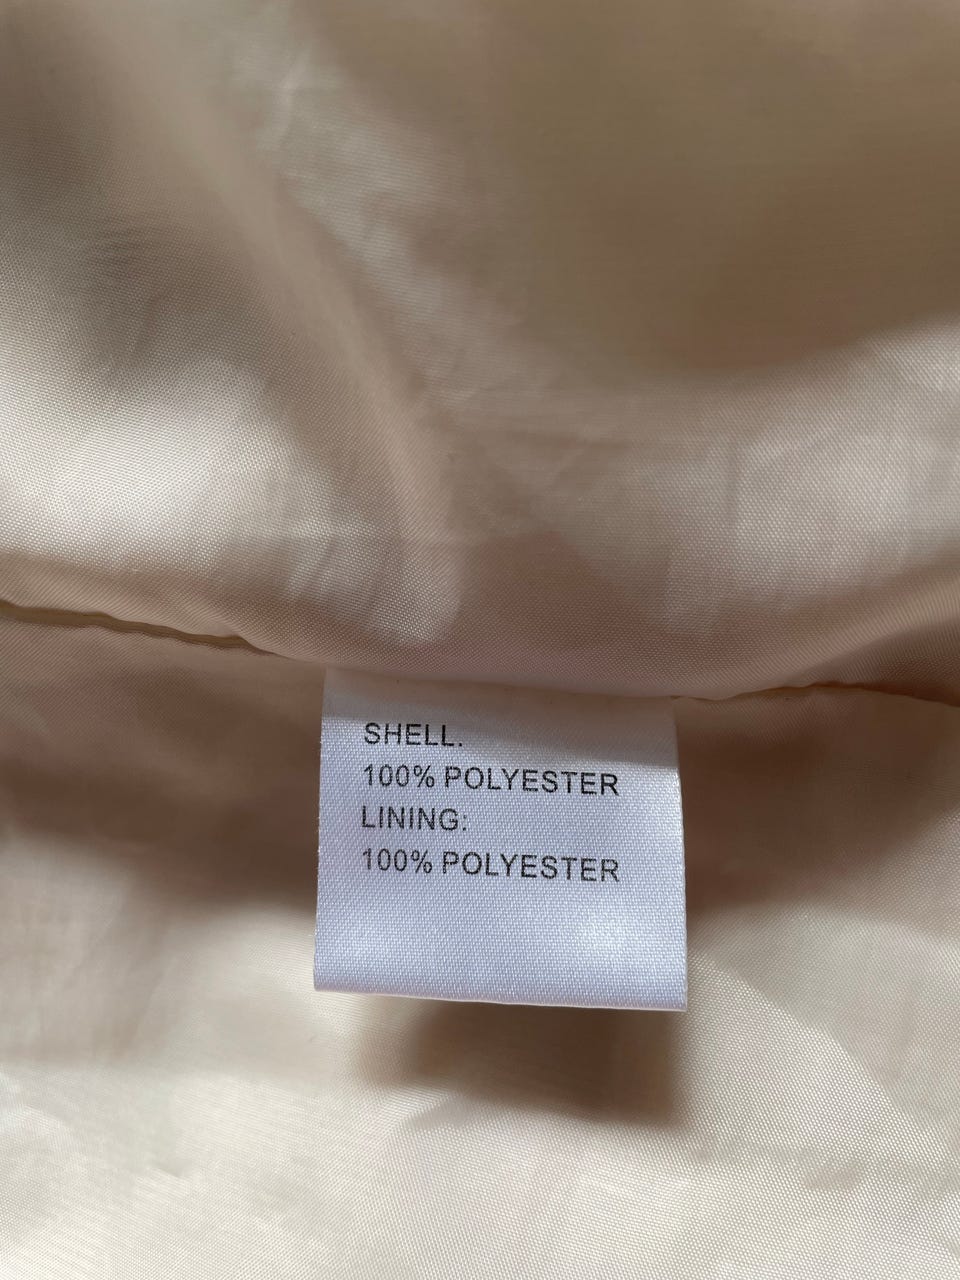 SHELL.
100% POLYESTER
LINING:
100% POLYESTER